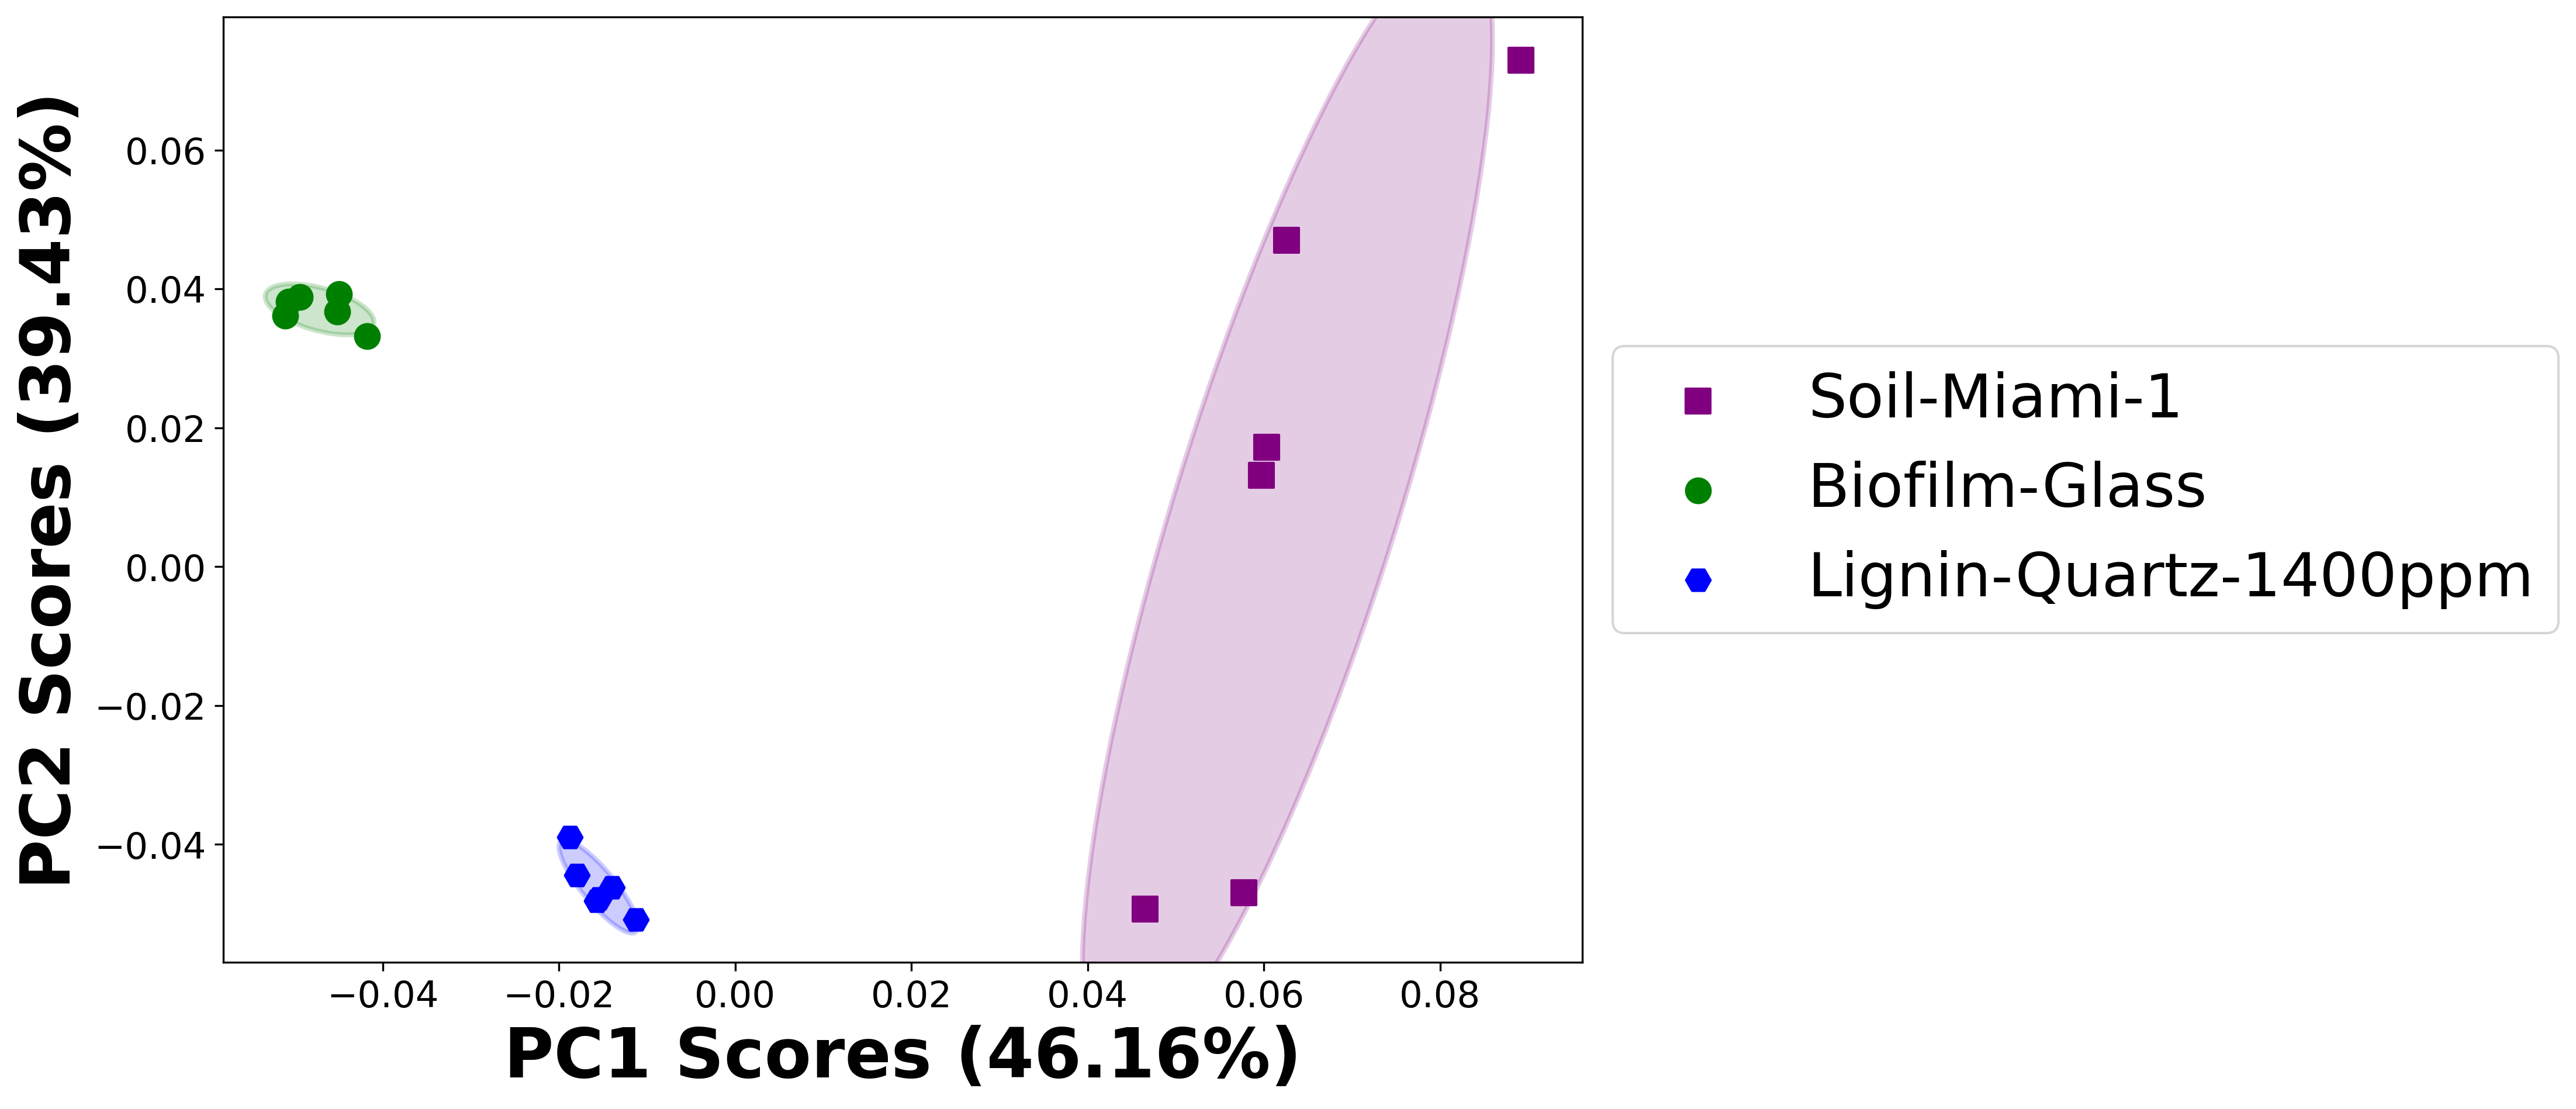 PC2 Scores (39.43%)
0.06
0.04
0.02
0.00
−0.02
−0.04
−0.04 −0.02 0.00 0.02 0.04 0.06 0.08
PC1 Scores (46.16%)
Soil-Miami-1
Biofilm-Glass
Lignin-Quartz-1400ppm